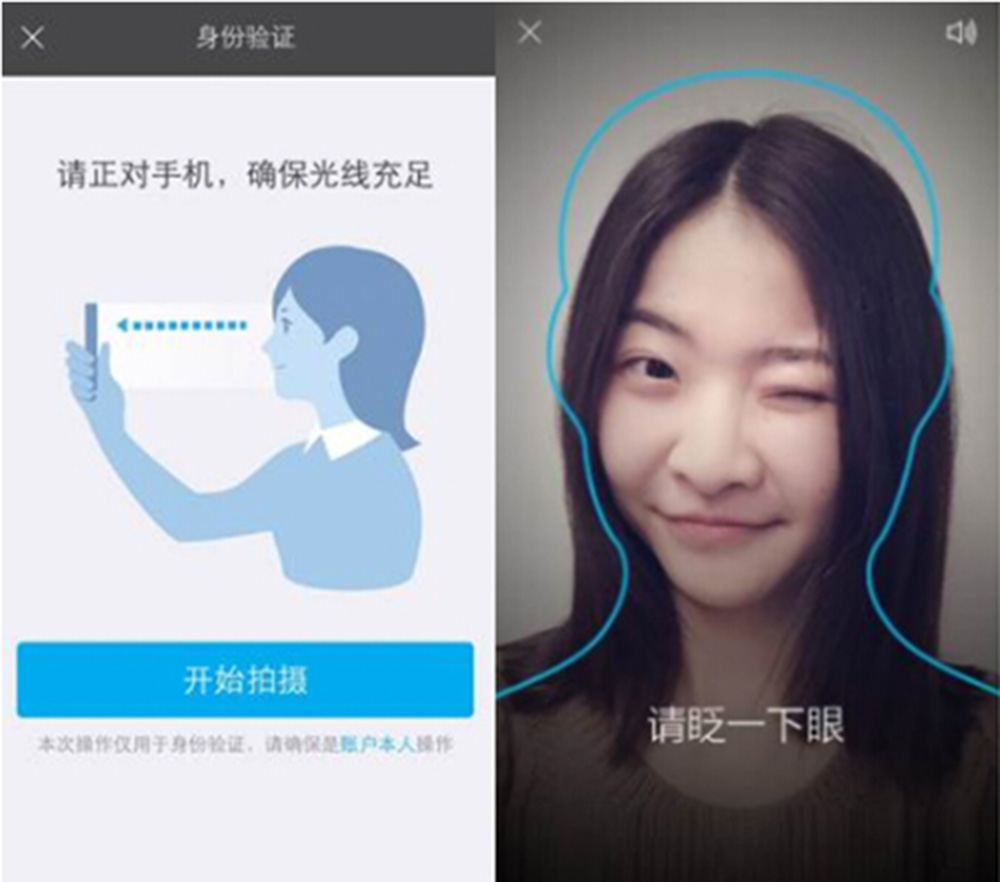 身份验证
请正对手机，确保光线充足
开始拍摄
本次操作仅用于身份验证，请确保是账户本人操作
请眨一下眼